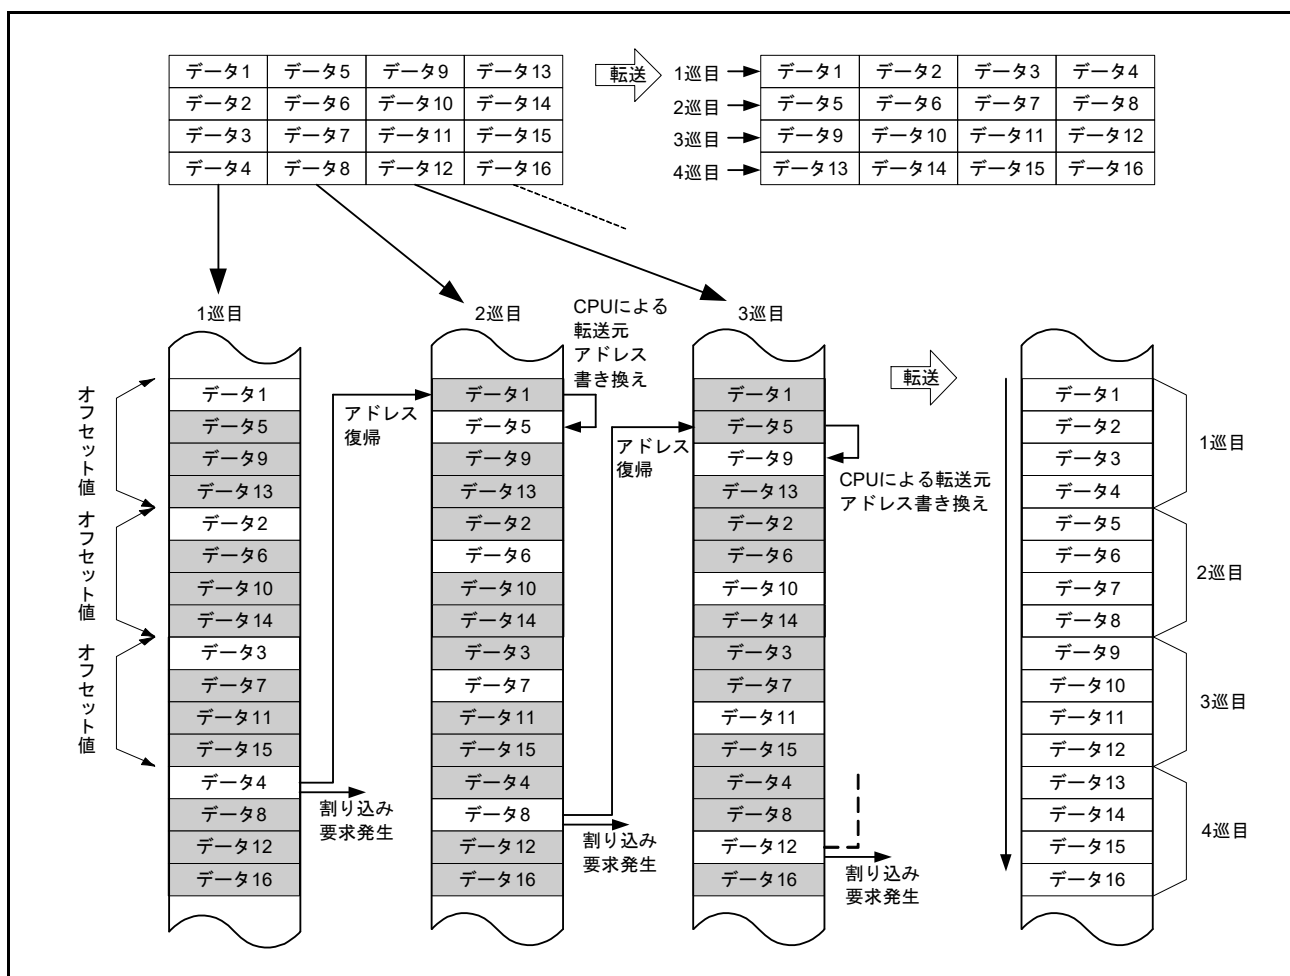 データ1 データ5 データ9 データ13
データ2 データ6 データ10 データ14
データ3 データ7 データ11 データ15
データ4 データ8 データ12 データ16
転送
1巡目 データ1 データ2 データ3 データ4
2巡目 データ5 データ6 データ7 データ8
3巡目 データ9 データ10 データ11 データ12
4巡目 データ13 データ14 データ15 データ16
1巡目
オフセット値
オフセット値
オフセット値
データ1
データ5
データ9
データ13
データ2
データ6
データ10
データ14
データ3
データ7
データ11
データ15
データ4
データ8
データ12
データ16
アドレス
復帰
割り込み
要求発生
2巡目
CPUによる
転送元
アドレス
書き換え
データ1
データ5
データ9
データ13
データ2
データ6
データ10
データ14
データ3
データ7
データ11
データ15
データ4
データ8
データ12
データ16
アドレス
復帰
割り込み
要求発生
3巡目
データ1
データ5
データ9
データ13
データ2
データ6
データ10
データ14
データ3
データ7
データ11
データ15
データ4
データ8
データ12
データ16
CPUによる転送元
アドレス書き換え
割り込み
要求発生
転送
データ1
データ2
データ3
データ4
データ5
データ6
データ7
データ8
データ9
データ10
データ11
データ12
データ13
データ14
データ15
データ16
1巡目
2巡目
3巡目
4巡目